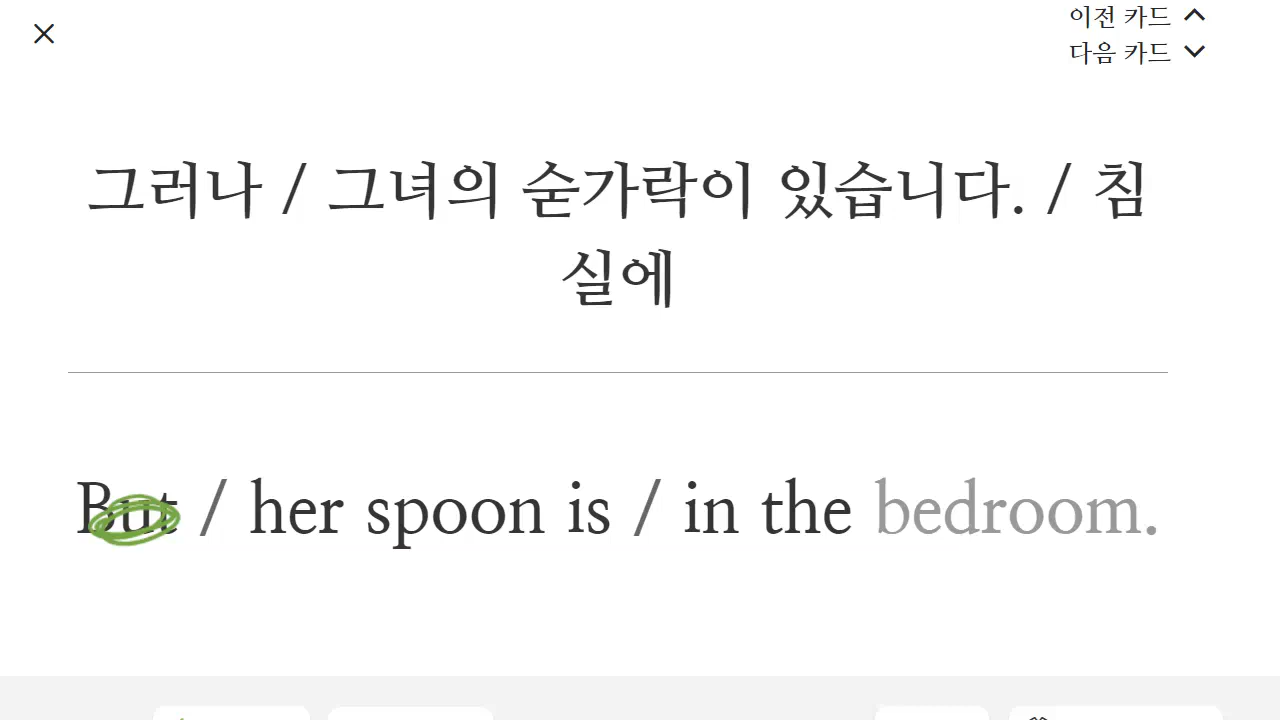 이전 카드
다음 카드
그러나 / 그녀의 숟가락이 있습니다. / 침
실에
But / her spoon is / in the bedroom.